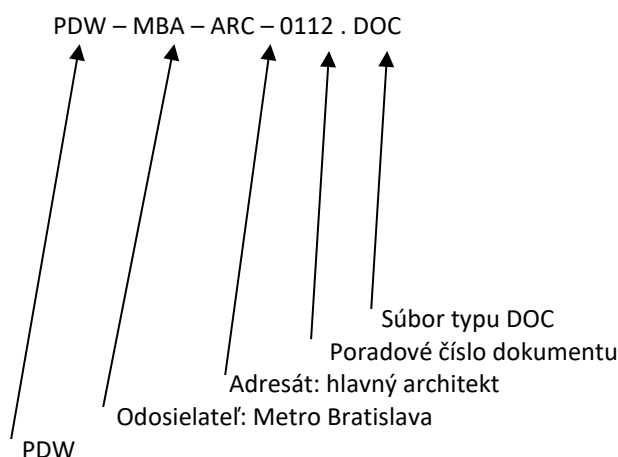 PDW – MBA – ARC – 0112 . DOC
Súbor typu DOC
Poradové číslo dokumentu
Adresát: hlavný architekt
Odosielateľ: Metro Bratislava
PDW